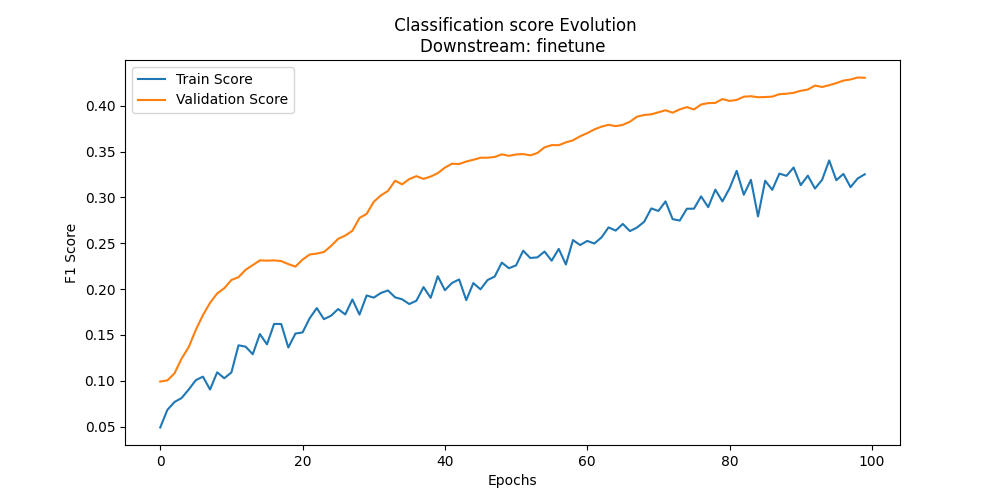 Classification score Evolution
Downstream: finetune
Train Score
Validation Score
F1 Score
0.40
0.35
0.30
0.25
0.20
0.15
0.10
0.05
0 20 40 60 80 100
Epochs